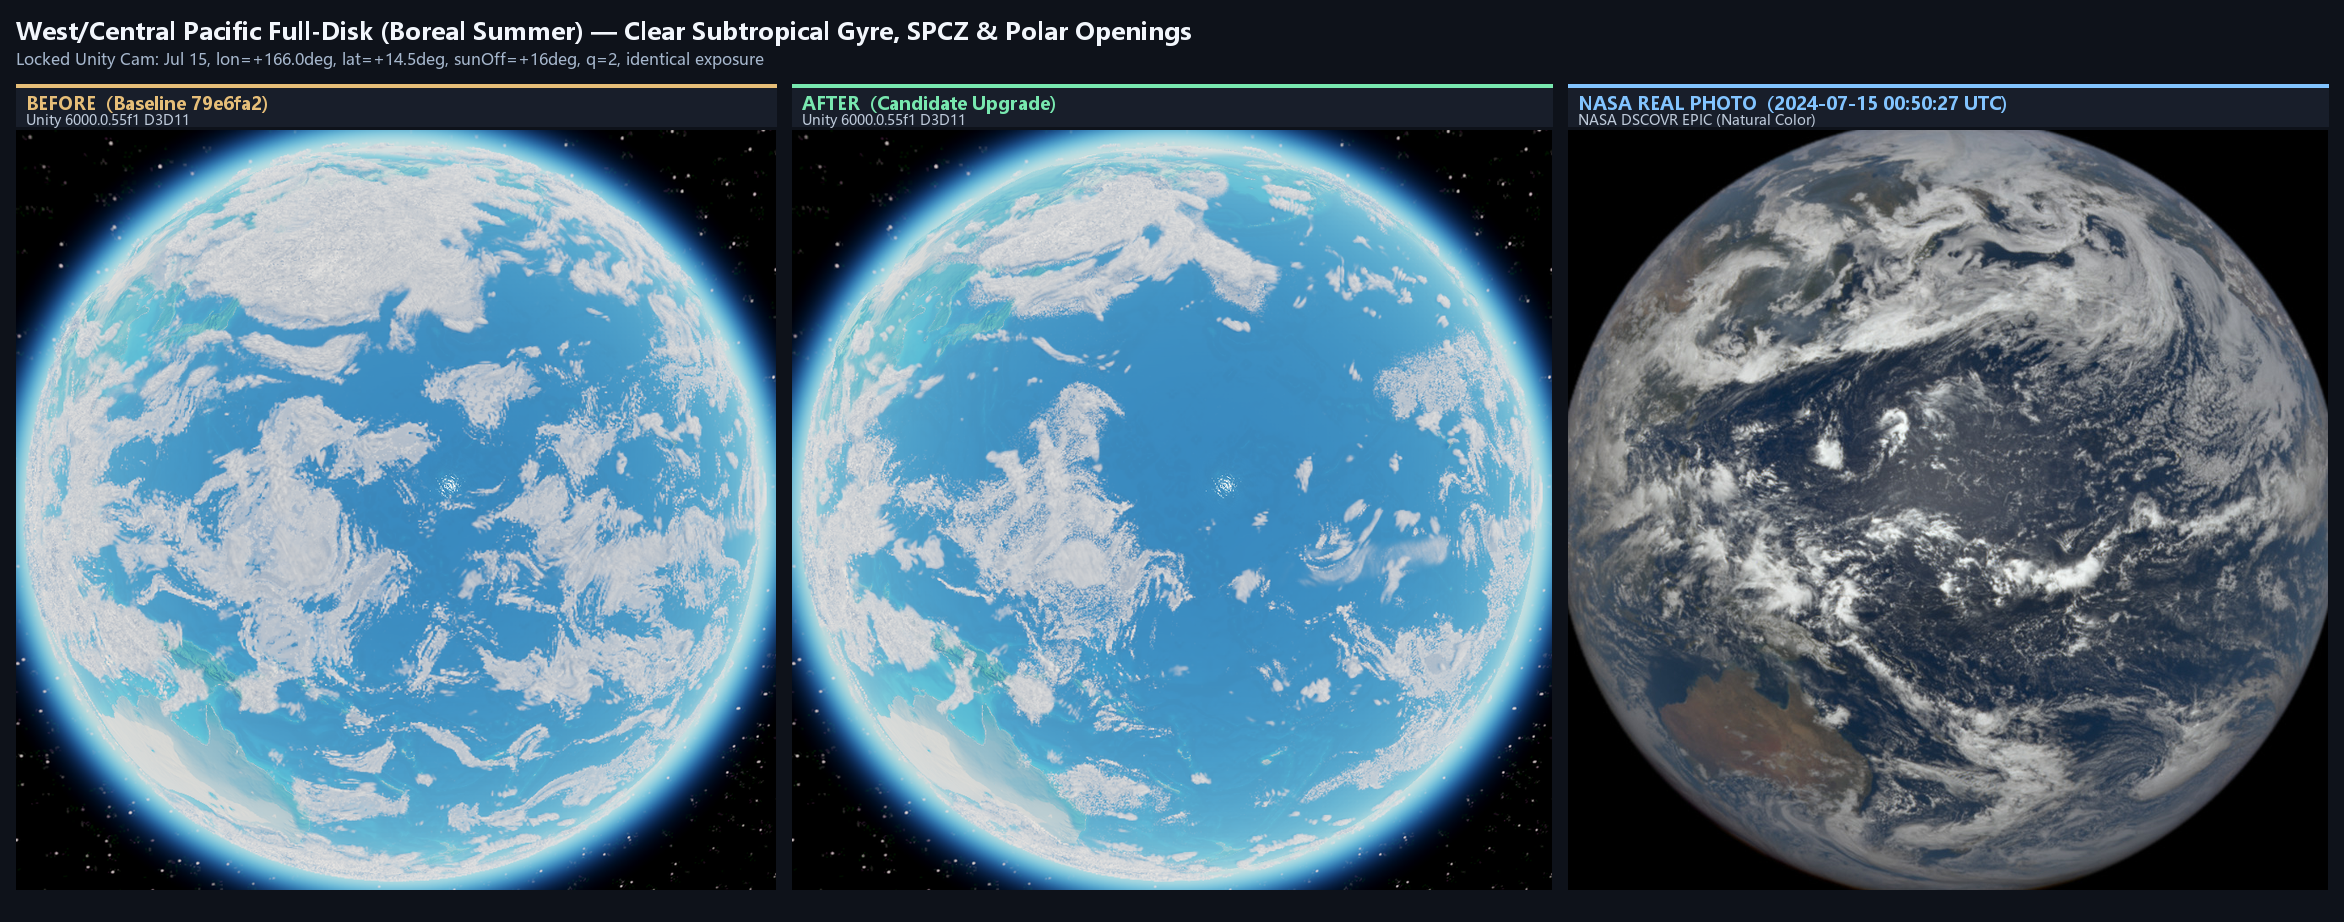 West/Central Pacific Full-Disk (Boreal Summer) — Clear Subtropical Gyre, SPCZ & Polar Openings
Locked Unity Cam: Jul 15, lon=+166.0deg, lat=+14.5deg, sunOff=+16deg, q=2, identical exposure
BEFORE (Baseline 79e6fa2)
Unity 6000.0.55f1 D3D11
AFTER (Candidate Upgrade)
Unity 6000.0.55f1 D3D11
NASA REAL PHOTO (2024-07-15 00:50:27 UTC)
NASA DSCOVR EPIC (Natural Color)